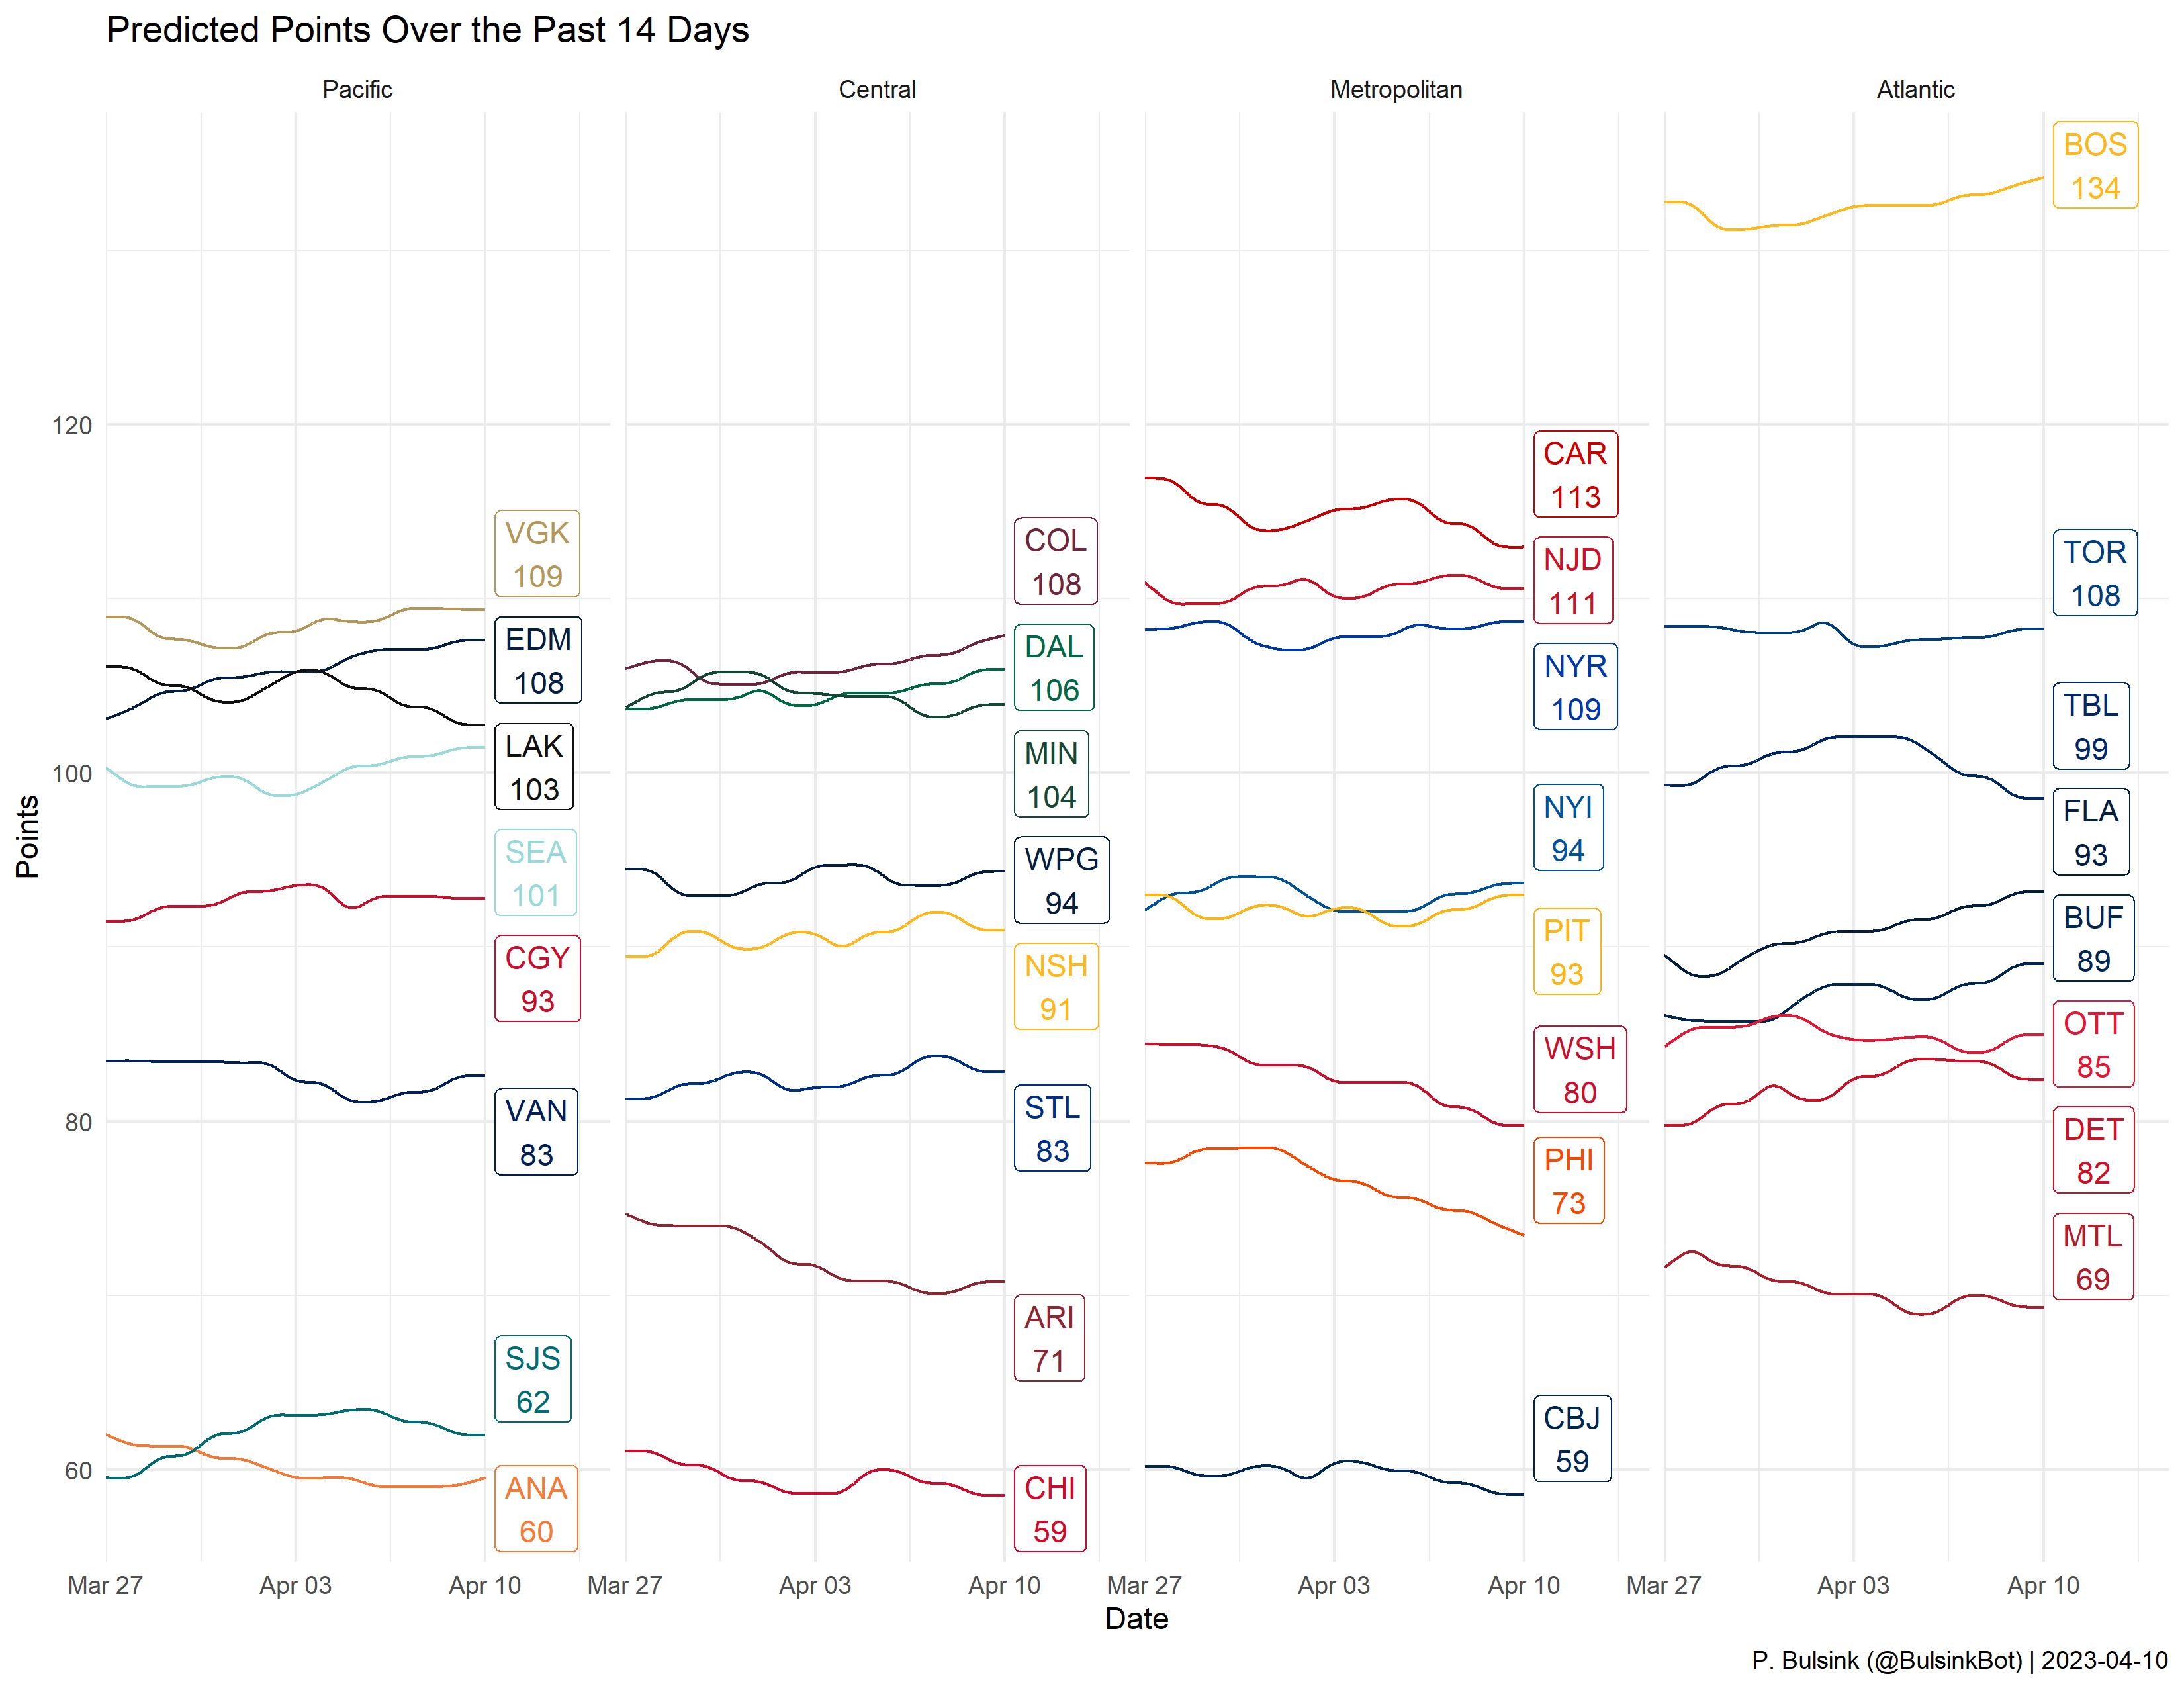 Predicted Points Over the Past 14 Days
Pacific
Central
Metropolitan
Atlantic
Points
120
100
80
60
VGK
109
EDM
108
LAK
103
SEA
101
CGY
93
VAN
83
SJS
62
ANA
60
COL
108
DAL
106
MIN
104
WPG
94
NSH
91
STL
83
ARI
71
CHI
59
CAR
113
NJD
111
NYR
109
NYI
94
PIT
93
WSH
80
PHI
73
CBJ
59
BOS
134
TOR
108
TBL
99
FLA
93
BUF
89
OTT
85
DET
82
MTL
69
Mar 27 Apr 03 Apr 10 Mar 27 Apr 03 Apr 10 Mar 27 Apr 03 Apr 10 Mar 27 Apr 03 Apr 10
Date
P. Bulsink (@BulsinkBot) | 2023-04-10